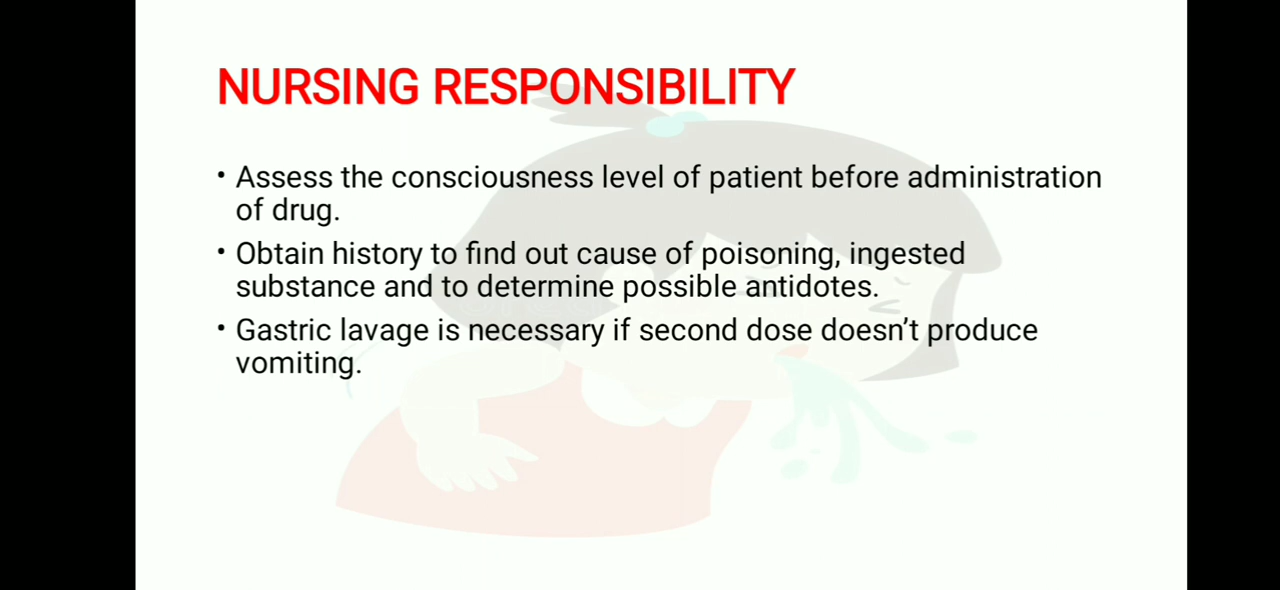 NURSING RESPONSIBILITY
• Assess the consciousness level of patient before administration
of drug.
• Obtain history to find out cause of poisoning, ingested
substance and to determine possible antidotes.
• Gastric lavage is necessary if second dose doesn’t produce
vomiting.